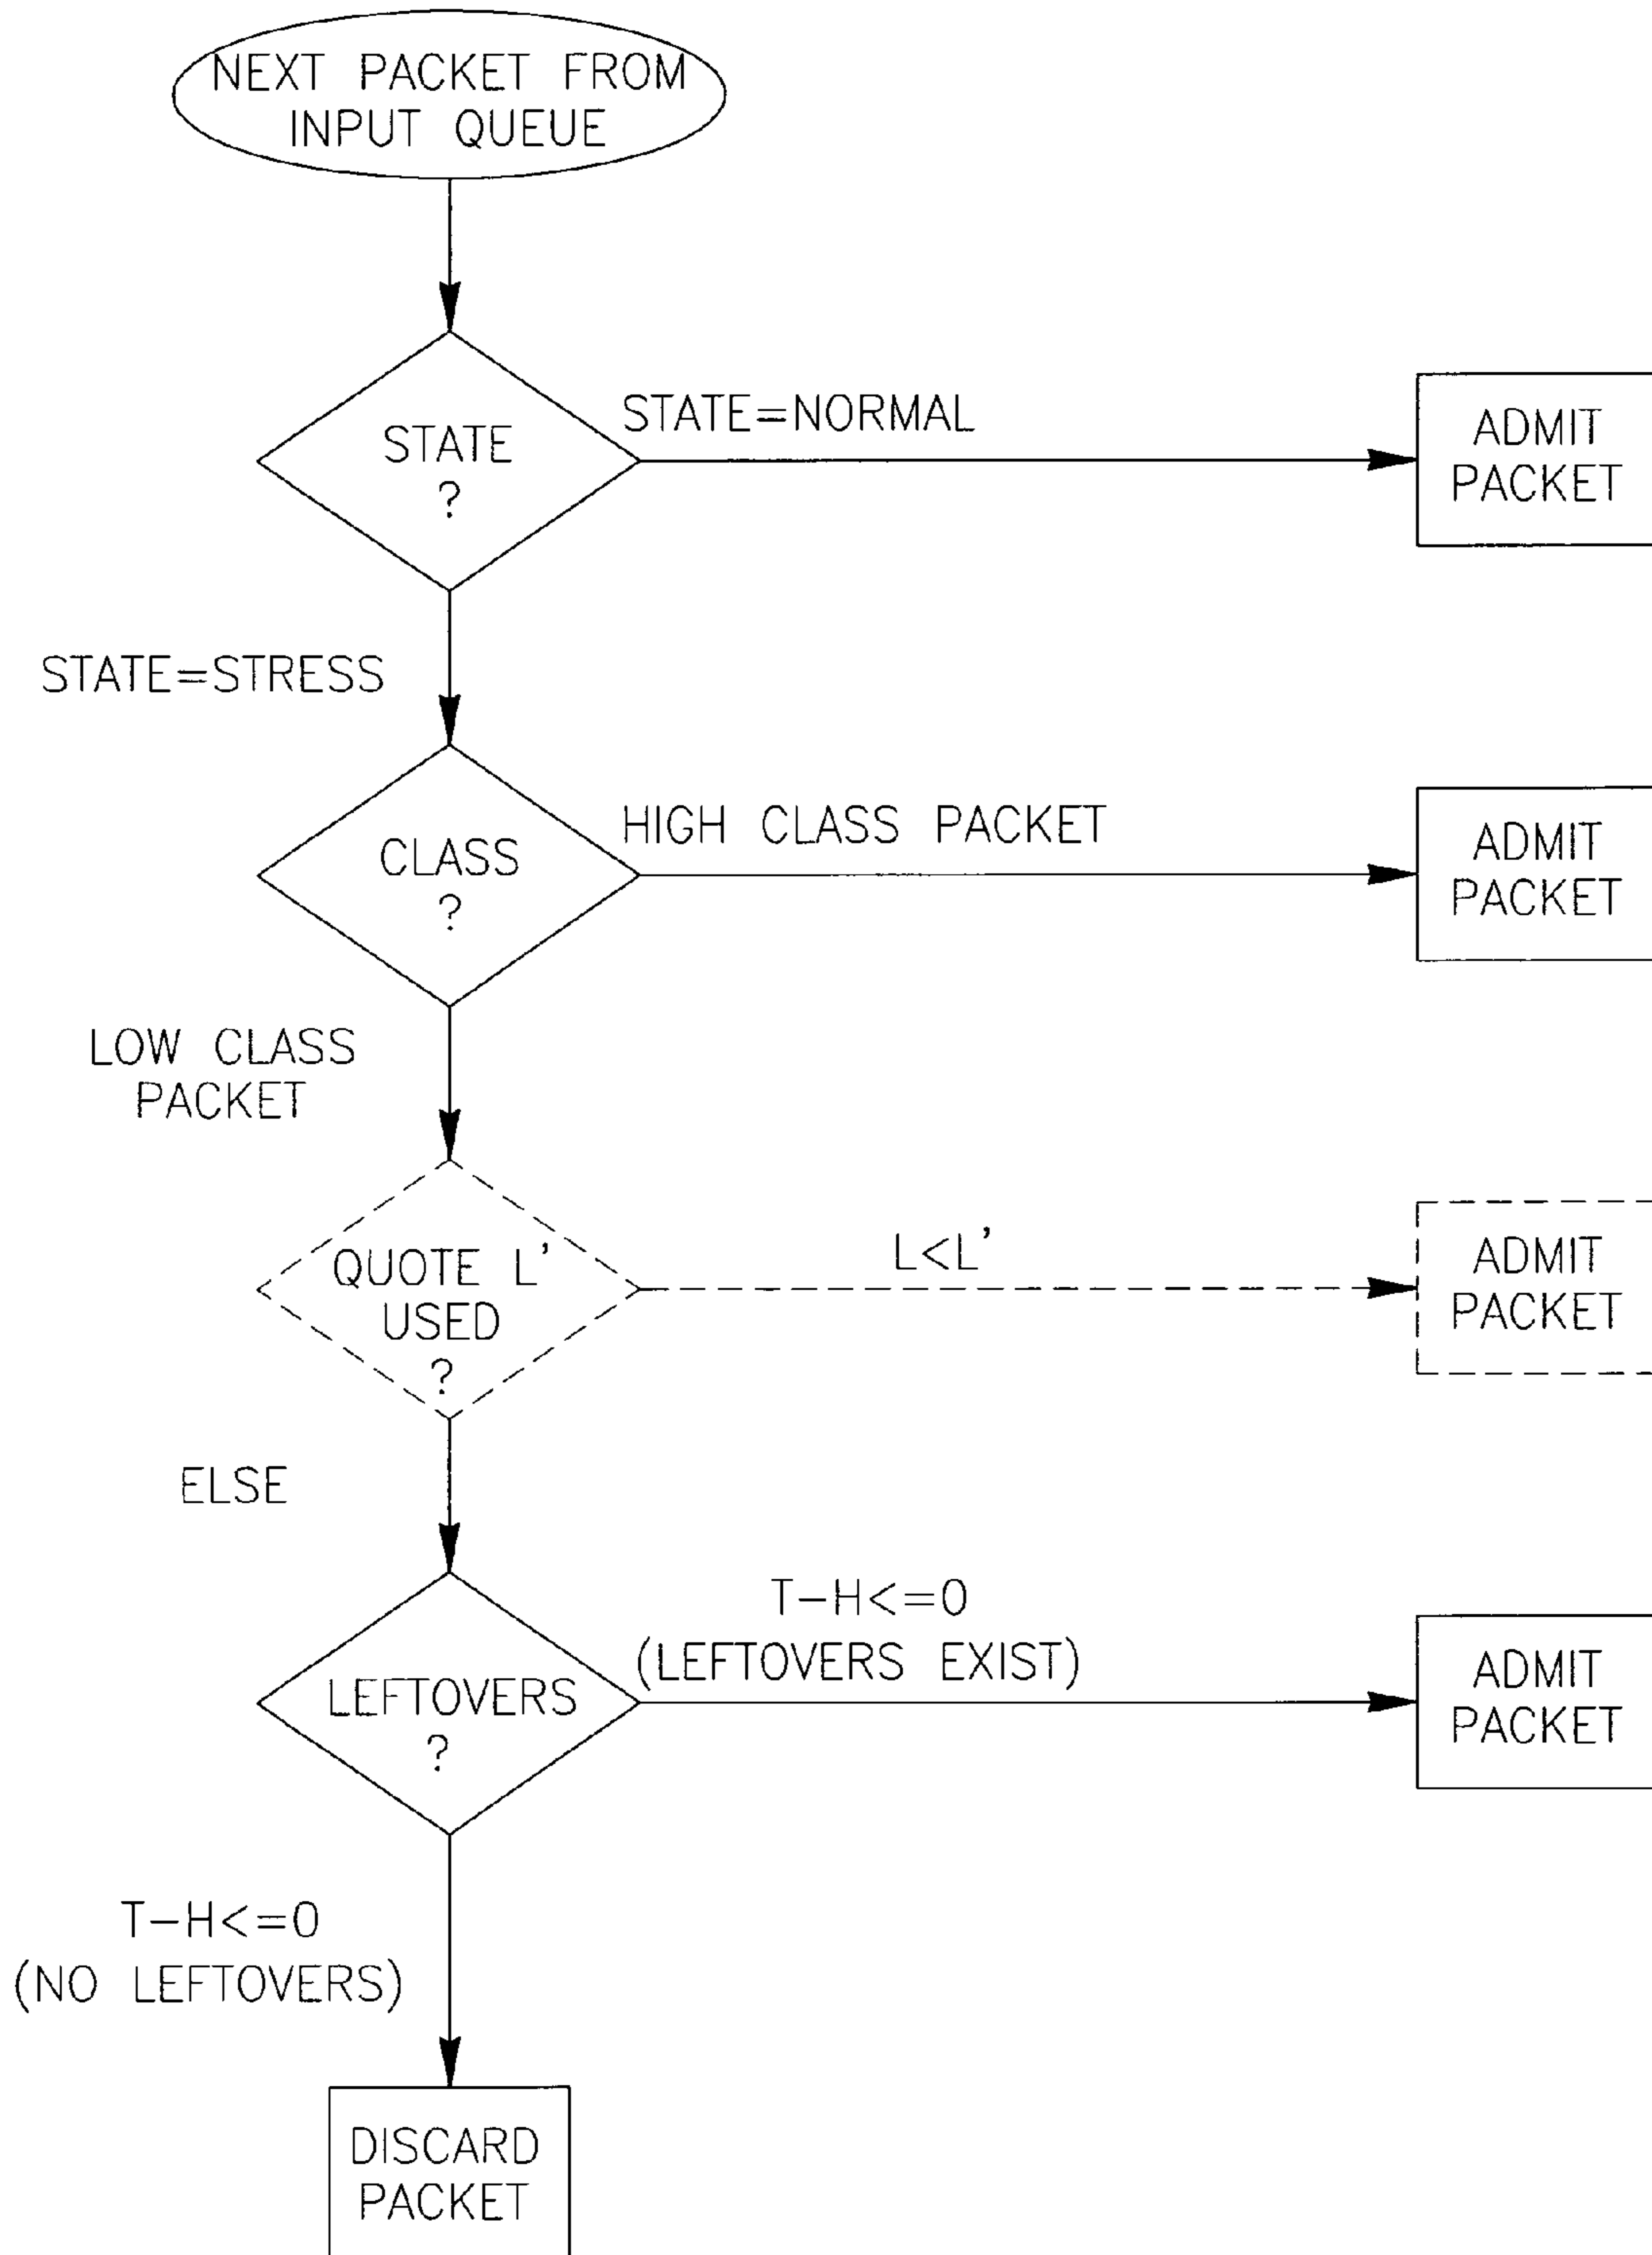 NEXT PACKET FROM
INPUT QUEUE
STATE
?
STATE=NORMAL
ADMIT
PACKET
STATE=STRESS
CLASS
?
HIGH CLASS PACKET
ADMIT
PACKET
LOW CLASS
PACKET
QUOTE L'
USED
?
L<L'
ADMIT
PACKET
ELSE
LEFTOVERS
?
T-H<=0
(LEFTOVERS EXIST)
ADMIT
PACKET
T-H<=0
(NO LEFTOVERS)
DISCARD
PACKET